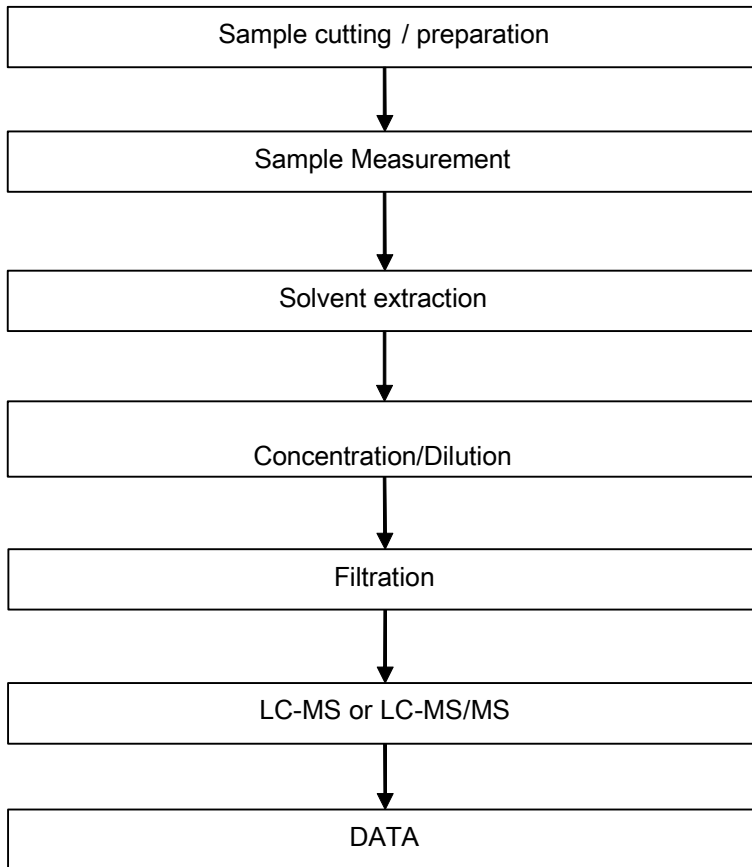 Sample cutting / preparation
Sample Measurement
Solvent extraction
Concentration/Dilution
Filtration
LC-MS or LC-MS/MS
DATA